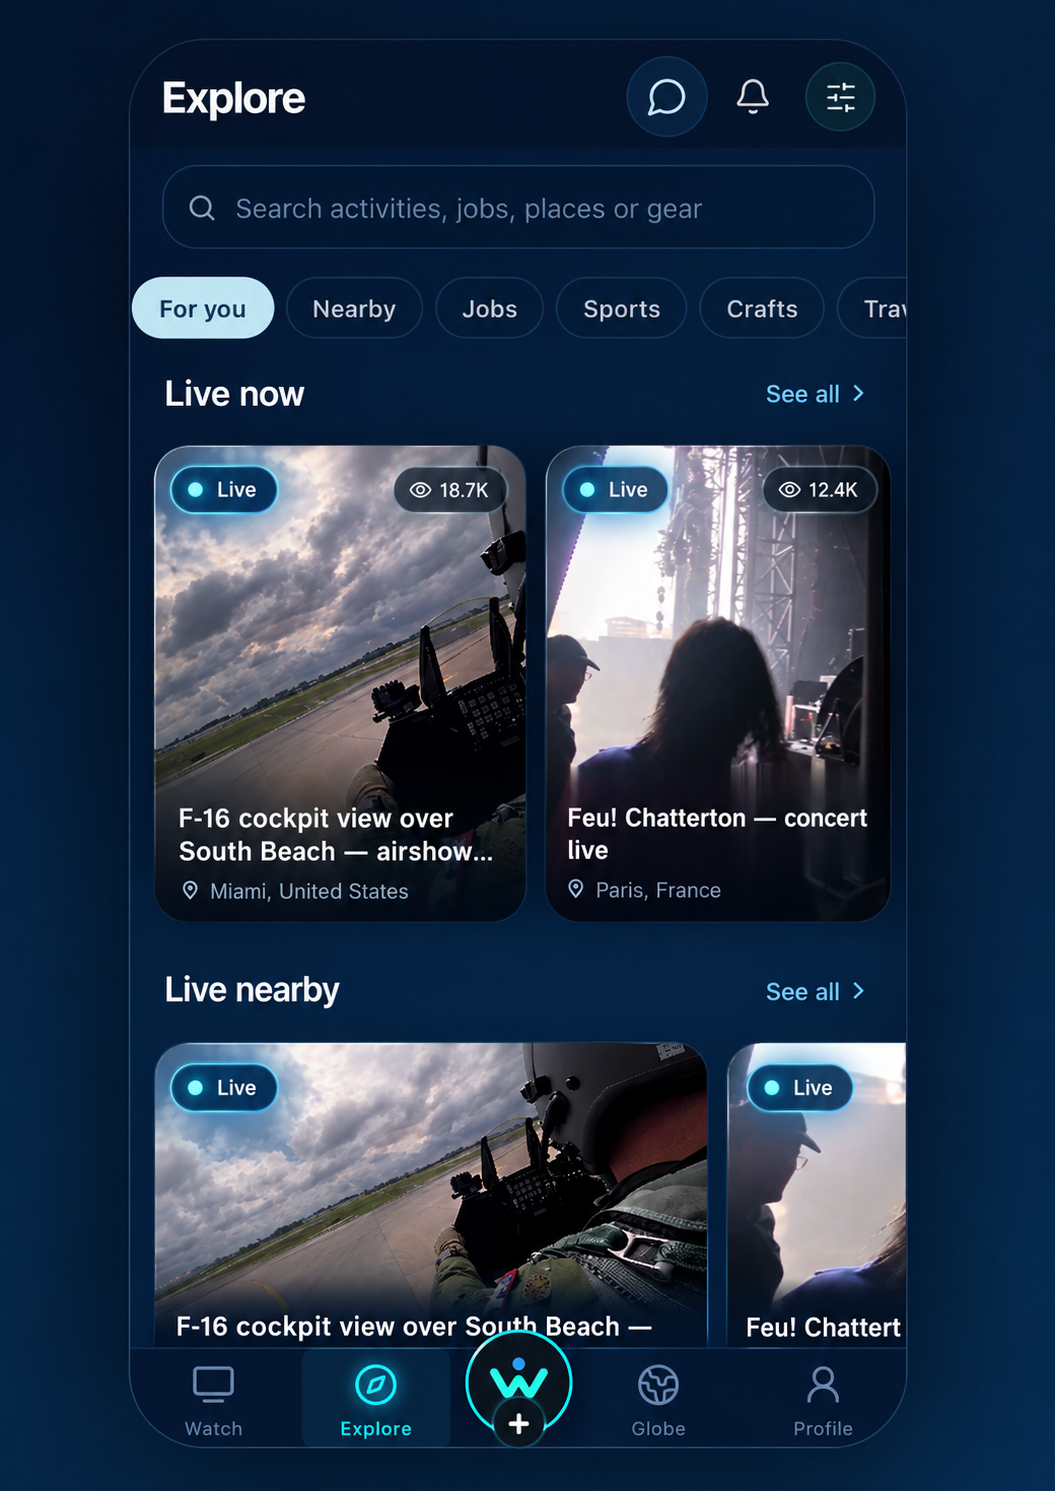 Explore
Search activities, jobs, places or gear
For you
Nearby
Jobs
Sports
Crafts
Trav
Live now
See all
Live
18.7K
Live
12.4K
F-16 cockpit view over
South Beach — airshow...
Miami, United States
Feu! Chatterton — concert
live
Paris, France
Live nearby
See all
Live
Live
F-16 cockpit view over South Beach —
Feu! Chattert
Watch
Explore
Globe
Profile